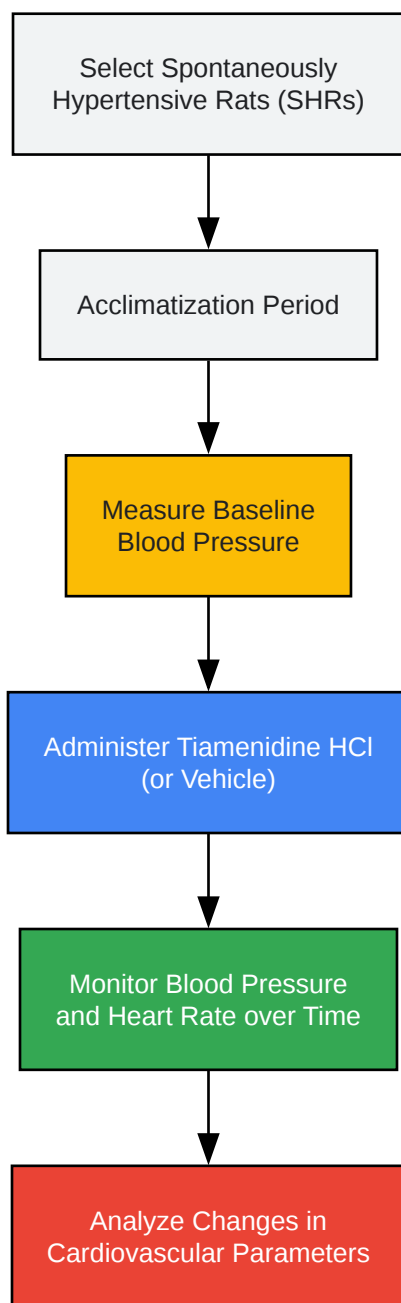 Select Spontaneously
Hypertensive Rats (SHRs)
Acclimatization Period
Measure Baseline
Blood Pressure
Administer Tiamenidine HCl
(or Vehicle)
Monitor Blood Pressure
and Heart Rate over Time
Analyze Changes in
Cardiovascular Parameters